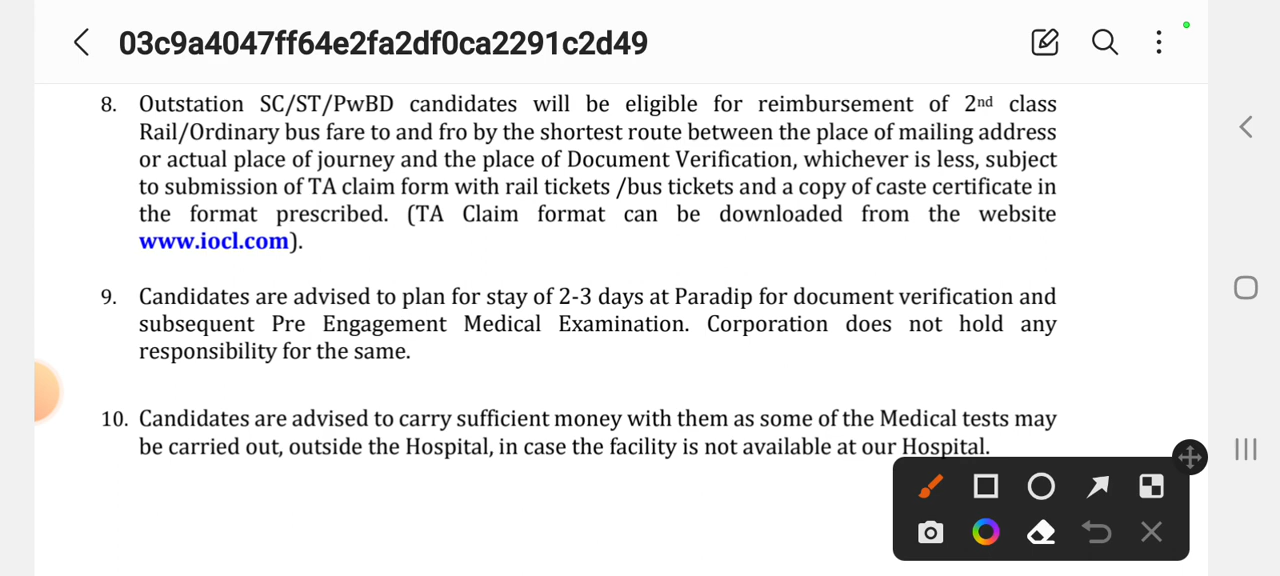 03c9a4047ff64e2fa2df0ca2291c2d49
8. Outstation SC/ST/PwBD candidates will be eligible for reimbursement of 2nd class
Rail/Ordinary bus fare to and fro by the shortest route between the place of mailing address
or actual place of journey and the place of Document Verification, whichever is less, subject
to submission of TA claim form with rail tickets /bus tickets and a copy of caste certificate in
the format prescribed. (TA Claim format can be downloaded from the website
www.iocl.com).
9. Candidates are advised to plan for stay of 2-3 days at Paradip for document verification and
subsequent Pre Engagement Medical Examination. Corporation does not hold any
responsibility for the same.
10. Candidates are advised to carry sufficient money with them as some of the Medical tests may
be carried out, outside the Hospital, in case the facility is not available at our Hospital.